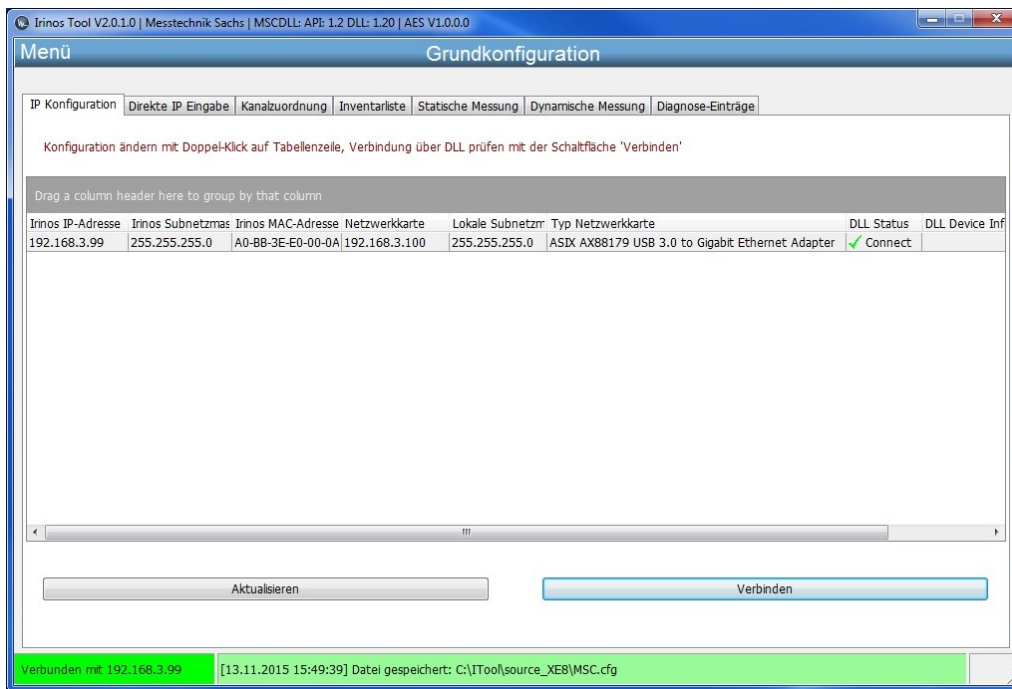 Irinos Tool V2.0.1.0 | Messtechnik Sachs | MSCDLL: API: 1.2 DLL: 1.20 | AES V1.0.0.0
Menü Grundkonfiguration
IP Konfiguration Direkte IP Eingabe Kanalzuordnung Inventarliste Statische Messung Dynamische Messung Diagnose-Einträge
Konfiguration ändern mit Doppel-Klick auf Tabellenzeile, Verbindung über DLL prüfen mit der Schaltfläche 'Verbinden'
Drag a column header here to group by that column
Irinos IP-Adresse Irinos Subnetzmas Irinos MAC-Adresse Netzwerkkarte Lokale Subnetzm Typ Netzwerkkarte DLL Status DLL Device Inf
192.168.3.99 255.255.255.0 A0-BB-3E-E0-00-0A 192.168.3.100 255.255.255.0 ASIX AX88179 USB 3.0 to Gigabit Ethernet Adapter Connect
Aktualisieren Verbinden
Verbunden mit 192.168.3.99 [13.11.2015 15:49:39] Datei gespeichert: C:\ITool\source_XE8\MSC.cfg